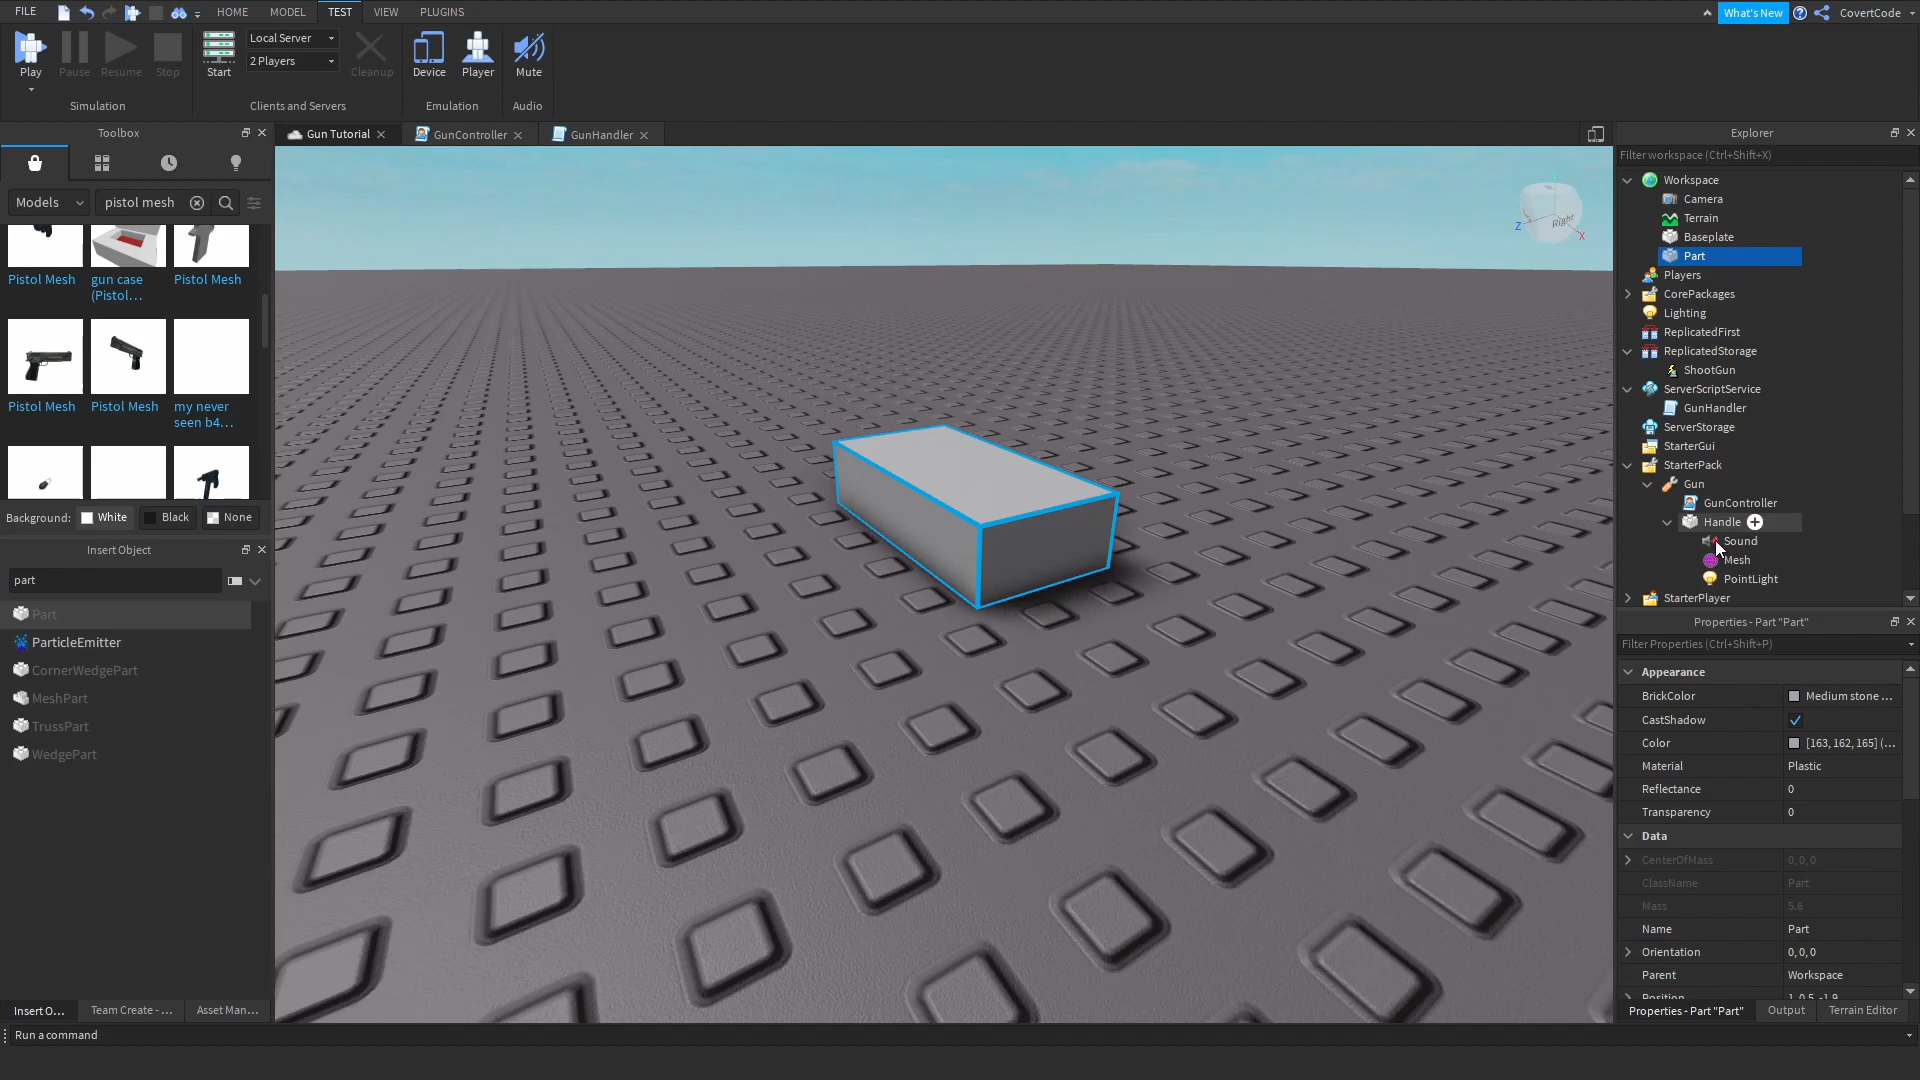 FILE HOME MODEL TEST VIEW PLUGINS What's New CovertCode
Play Pause Resume Stop Start Local Server 2 Players Cleanup Device Player Mute
Simulation Clients and Servers Emulation Audio
Toolbox
Models pistol mesh
Pistol Mesh gun case (Pistol... Pistol Mesh
Pistol Mesh Pistol Mesh my never seen b4...
Background: White Black None
Insert Object
part
Part
ParticleEmitter
CornerWedgePart
MeshPart
TrussPart
WedgePart
Insert O... Team Create - ... Asset Man...
Run a command
Gun Tutorial GunController GunHandler
Right
Z X
Explorer
Filter workspace (Ctrl+Shift+X)
Workspace
Camera
Terrain
Baseplate
Part
Players
CorePackages
Lighting
ReplicatedFirst
ReplicatedStorage
ShootGun
ServerScriptService
GunHandler
ServerStorage
StarterGui
StarterPack
Gun
GunController
Handle
Sound
Mesh
PointLight
StarterPlayer
Properties - Part "Part"
Filter Properties (Ctrl+Shift+P)
Appearance
BrickColor Medium stone ...
CastShadow
Color [163, 162, 165] (...
Material Plastic
Reflectance 0
Transparency 0
Data
CenterOfMass 0, 0, 0
ClassName Part
Mass 5.6
Name Part
Orientation 0, 0, 0
Parent Workspace
Position 1, 0.5, -1.9
Properties - Part "Part" Output Terrain Editor